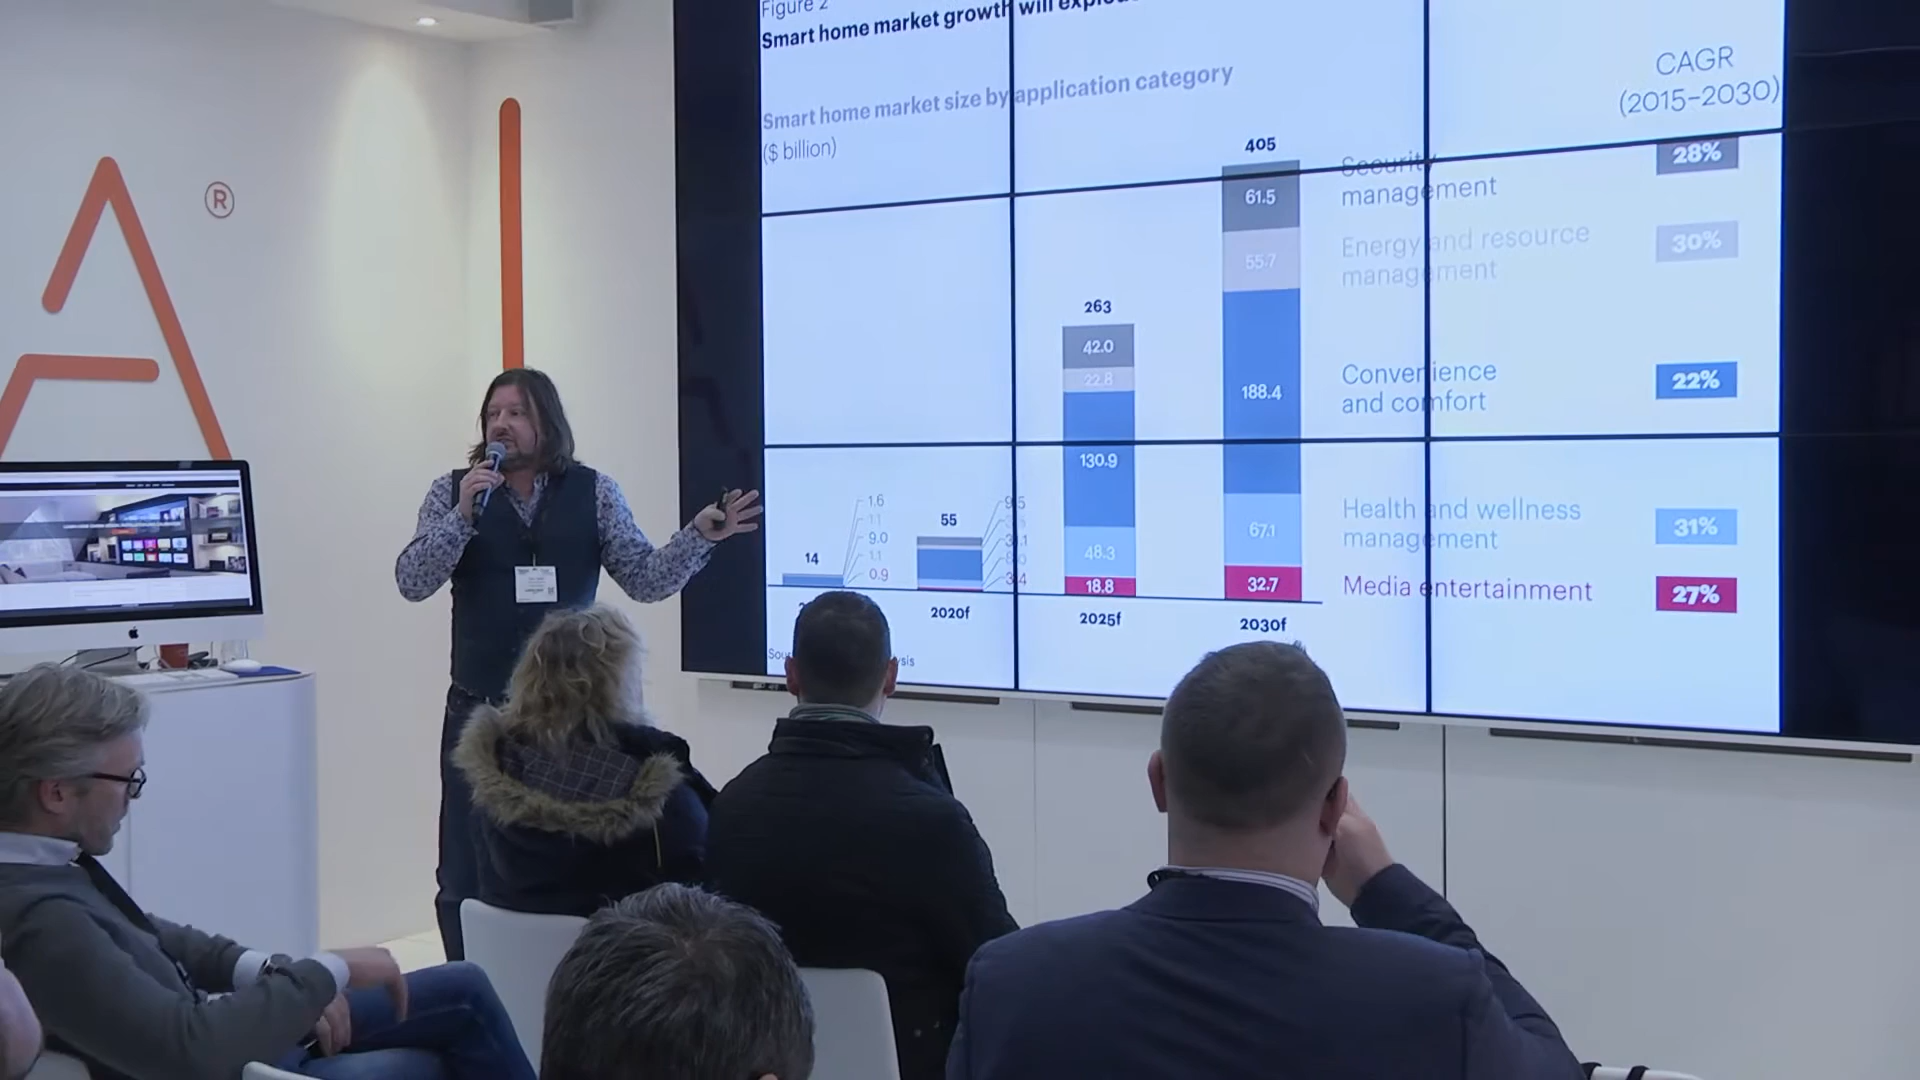 Figure 2
Smart home market growth will
Smart home market size by application category
($ billion)
CAGR
(2015–2030)
405
61.5
55.7
188.4
67.1
32.7
2030f
263
42.0
22.8
130.9
48.3
18.8
2025f
55
2020f
14
1.6
1.1
9.0
1.1
0.9
Security
management
28%
Energy and resource
management
30%
Convenience
and comfort
22%
Health and wellness
management
31%
Media entertainment
27%
A
®